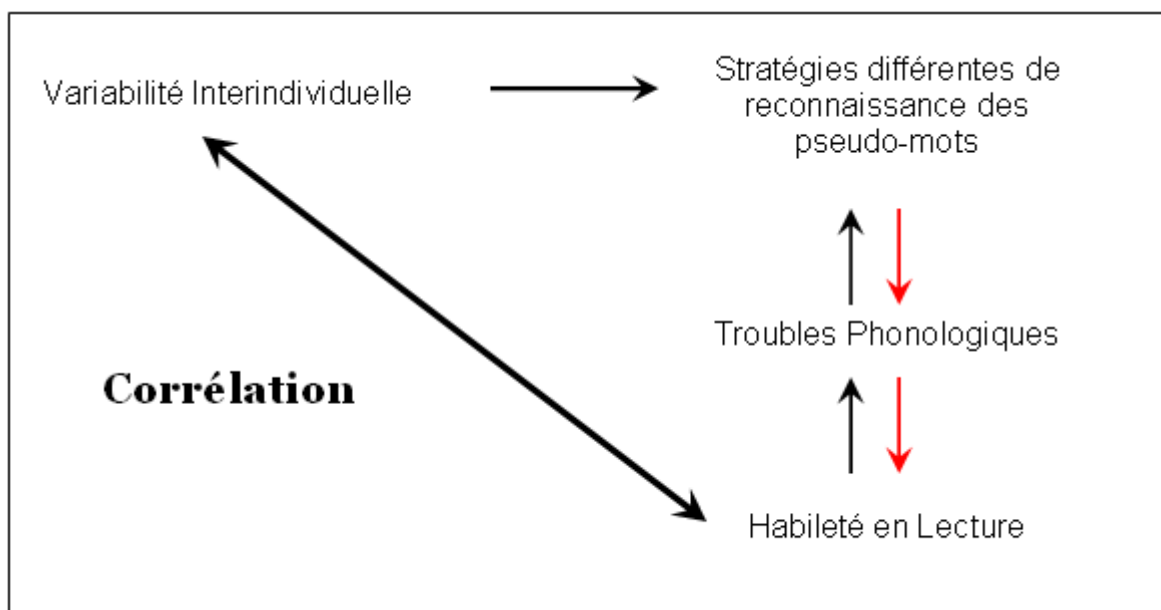 Variabilité Interindividuelle
Stratégies différentes de
reconnaissance des
pseudo-mots
Troubles Phonologiques
Corrélation
Habileté en Lecture